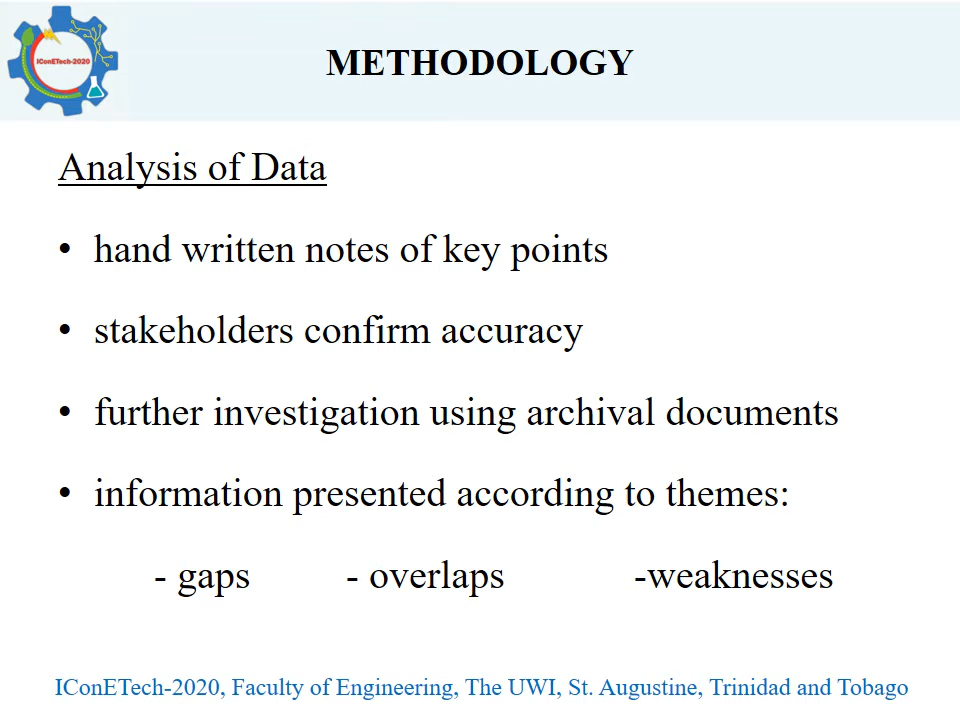 IConETech-2020
METHODOLOGY
Analysis of Data
• hand written notes of key points
• stakeholders confirm accuracy
• further investigation using archival documents
• information presented according to themes:
- gaps - overlaps -weaknesses
IConETech-2020, Faculty of Engineering, The UWI, St. Augustine, Trinidad and Tobago